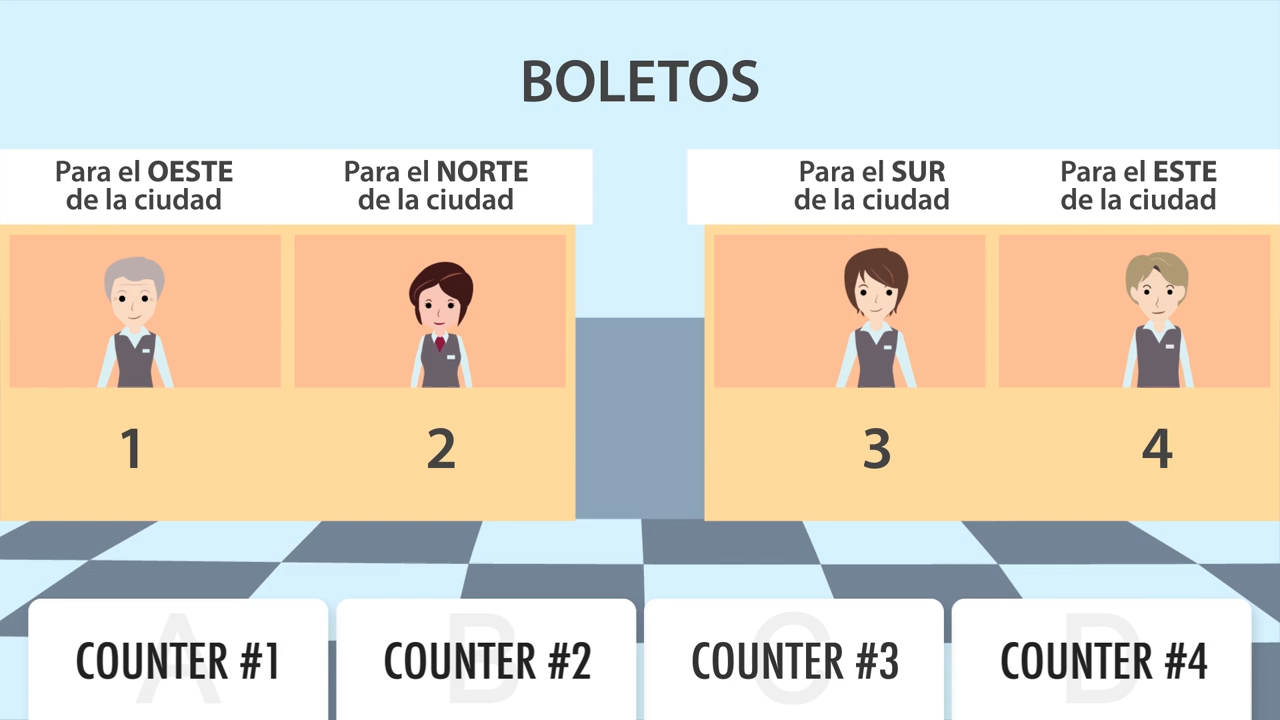 BOLETOS
Para el OESTE
de la ciudad
Para el NORTE
de la ciudad
Para el SUR
de la ciudad
Para el ESTE
de la ciudad
1
2
3
4
A
COUNTER #1
B
COUNTER #2
C
COUNTER #3
D
COUNTER #4